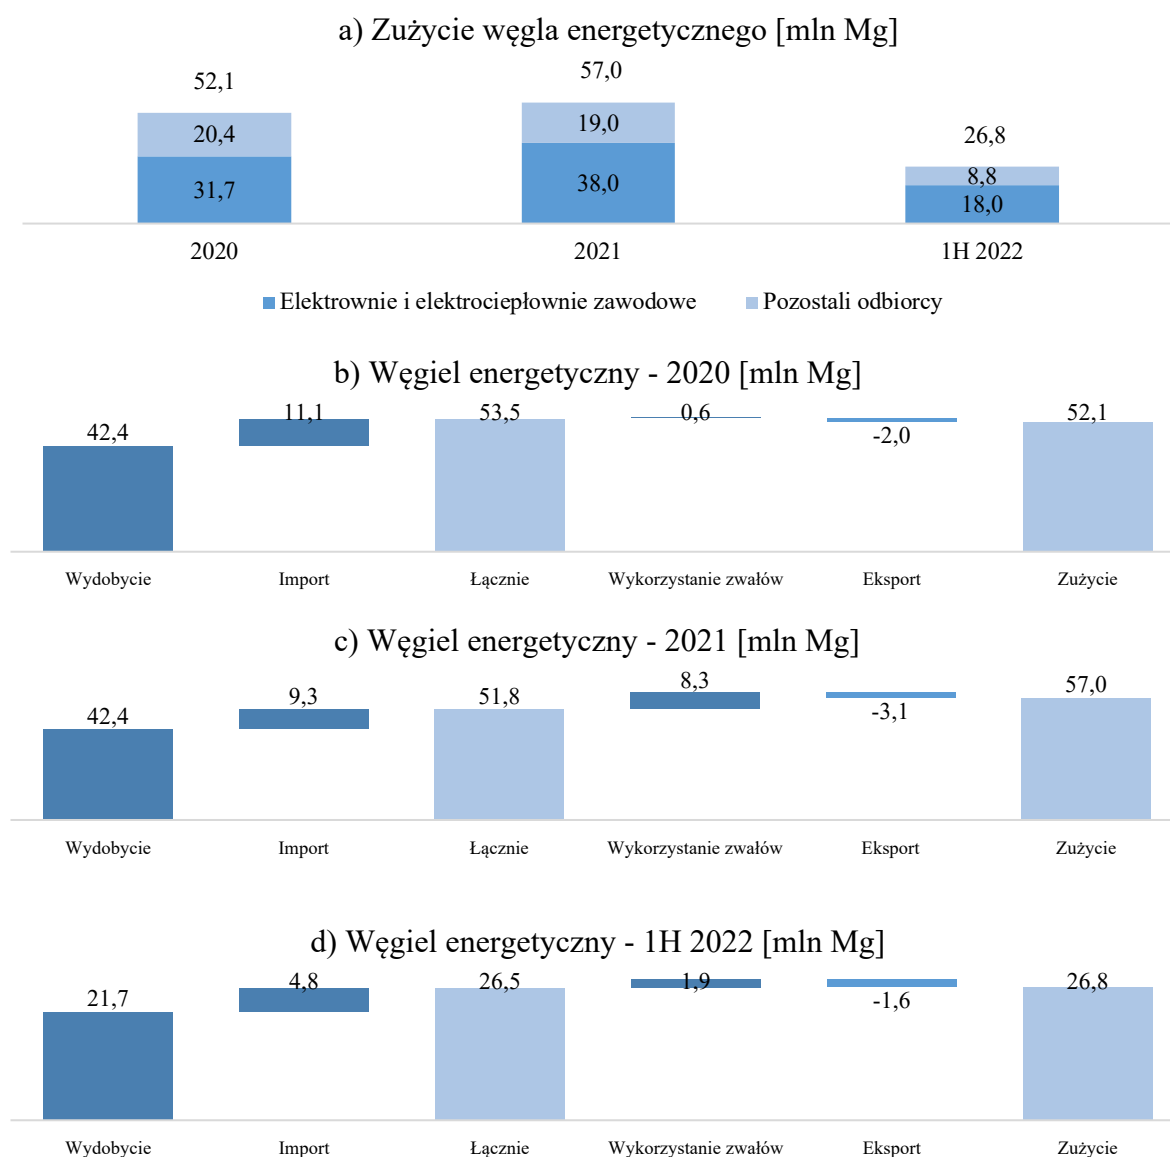 a) Zużycie węgla energetycznego [mln Mg]
52,1
57,0
26,8
20,4
19,0
8,8
31,7
38,0
18,0
2020
2021
1H 2022
Elektrownie i elektrociepłownie zawodowe
Pozostali odbiorcy
b) Węgiel energetyczny - 2020 [mln Mg]
42,4
11,1
53,5
0,6
-2,0
52,1
Wydobycie
Import
Łącznie
Wykorzystanie zwałów
Eksport
Zużycie
c) Węgiel energetyczny - 2021 [mln Mg]
42,4
9,3
51,8
8,3
-3,1
57,0
Wydobycie
Import
Łącznie
Wykorzystanie zwałów
Eksport
Zużycie
d) Węgiel energetyczny - 1H 2022 [mln Mg]
21,7
4,8
26,5
1,9
-1,6
26,8
Wydobycie
Import
Łącznie
Wykorzystanie zwałów
Eksport
Zużycie